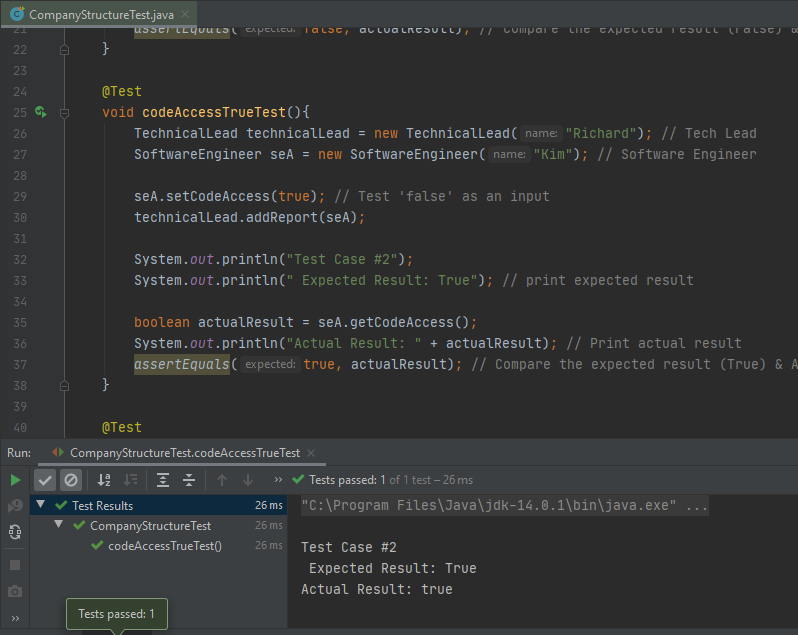 CompanyStructureTest.java
21 assertEquals( expected: false, actualResult); // Compare the expected result (False) &
22 }
23
24 @Test
25 void codeAccessTrueTest(){
26 TechnicalLead technicalLead = new TechnicalLead( name: "Richard"); // Tech Lead
27 SoftwareEngineer seA = new SoftwareEngineer( name: "Kim"); // Software Engineer
28
29 seA.setCodeAccess(true); // Test 'false' as an input
30 technicalLead.addReport(seA);
31
32 System.out.println("Test Case #2");
33 System.out.println(" Expected Result: True"); // print expected result
34
35 boolean actualResult = seA.getCodeAccess();
36 System.out.println("Actual Result: " + actualResult); // Print actual result
37 assertEquals( expected: true, actualResult); // Compare the expected result (True) & A
38 }
39
40 @Test
Run: CompanyStructureTest.codeAccessTrueTest
Tests passed: 1 of 1 test – 26 ms
Test Results 26 ms
CompanyStructureTest 26 ms
codeAccessTrueTest() 26 ms
"C:\Program Files\Java\jdk-14.0.1\bin\java.exe" ...
Test Case #2
 Expected Result: True
Actual Result: true
Tests passed: 1